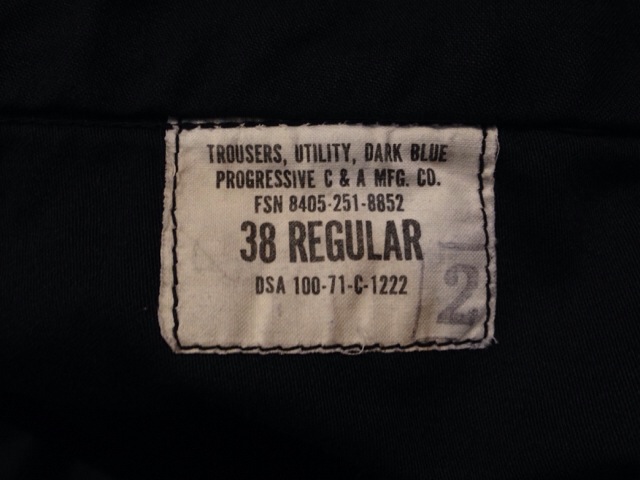 TROUSERS, UTILITY, DARK BLUE
PROGRESSIVE C & A MFG. CO.
FSN 8405-251-8852
38 REGULAR
DSA 100-71-C-1222
2